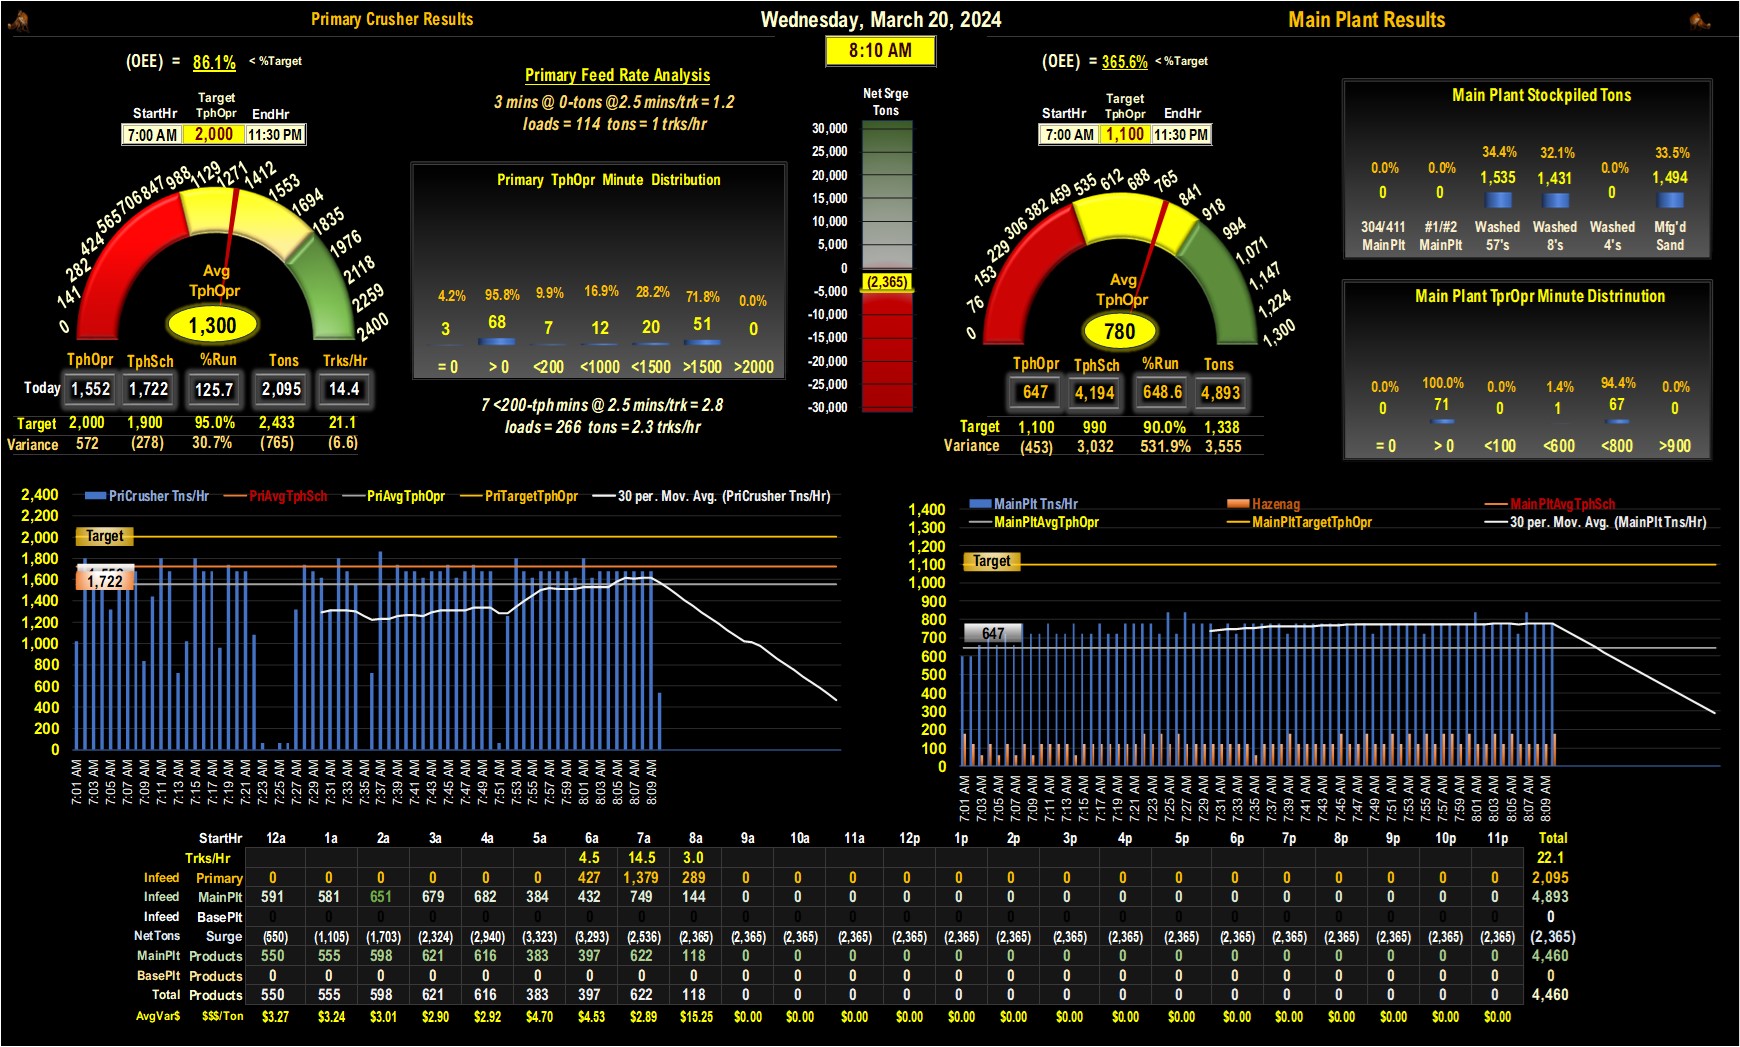 Primary Crusher Results
Wednesday, March 20, 2024
Main Plant Results
8:10 AM
(OEE) = 86.1% < %Target
Target
StartHr TphOpr EndHr
7:00 AM 2,000 11:30 PM
0 141 282 424 565 706 847 988 1129 1271 1412 1553 1694 1835 1976 2118 2259 2400
Avg
TphOpr
1,300
TphOpr TphSch %Run Tons Trks/Hr
Today 1,552 1,722 125.7 2,095 14.4
Target 2,000 1,900 95.0% 2,433 21.1
Variance 572 (278) 30.7% (765) (6.6)
Primary Feed Rate Analysis
3 mins @ 0-tons @2.5 mins/trk = 1.2
loads = 114 tons = 1 trks/hr
Primary TphOpr Minute Distribution
4.2% 95.8% 9.9% 16.9% 28.2% 71.8% 0.0%
3 68 7 12 20 51 0
= 0 > 0 <200 <1000 <1500 >1500 >2000
7 <200-tph mins @ 2.5 mins/trk = 2.8
loads = 266 tons = 2.3 trks/hr
Net Srge
Tons
30,000
25,000
20,000
15,000
10,000
5,000
0
(2,365)
-5,000
-10,000
-15,000
-20,000
-25,000
-30,000
(OEE) = 365.6% < %Target
Target
StartHr TphOpr EndHr
7:00 AM 1,100 11:30 PM
0 76 153 229 306 382 459 535 612 688 765 841 918 994 1,071 1,147 1,224 1,300
Avg
TphOpr
780
TphOpr TphSch %Run Tons
647 4,194 648.6 4,893
Target 1,100 990 90.0% 1,338
Variance (453) 3,032 531.9% 3,555
Main Plant Stockpiled Tons
0.0% 0.0% 34.4% 32.1% 0.0% 33.5%
0 0 1,535 1,431 0 1,494
304/411 #1/#2 Washed Washed Washed Mfg'd
MainPlt MainPlt 57's 8's 4's Sand
Main Plant TprOpr Minute Distrinution
0.0% 100.0% 0.0% 1.4% 94.4% 0.0%
0 71 0 1 67 0
= 0 > 0 <100 <600 <800 >900
PriCrusher Tns/Hr PriAvgTphSch PriAvgTphOpr PriTargetTphOpr 30 per. Mov. Avg. (PriCrusher Tns/Hr)
2,400
2,200
2,000
1,800
1,600
1,400
1,200
1,000
800
600
400
200
0
Target
1,722
7:01 AM 7:03 AM 7:05 AM 7:07 AM 7:09 AM 7:11 AM 7:13 AM 7:15 AM 7:17 AM 7:19 AM 7:21 AM 7:23 AM 7:25 AM 7:27 AM 7:29 AM 7:31 AM 7:33 AM 7:35 AM 7:37 AM 7:39 AM 7:41 AM 7:43 AM 7:45 AM 7:47 AM 7:49 AM 7:51 AM 7:53 AM 7:55 AM 7:57 AM 7:59 AM 8:01 AM 8:03 AM 8:05 AM 8:07 AM 8:09 AM
MainPlt Tns/Hr Hazenag MainPltAvgTphSch
MainPltAvgTphOpr MainPltTargetTphOpr 30 per. Mov. Avg. (MainPlt Tns/Hr)
1,400
1,300
1,200
1,100
1,000
900
800
700
600
500
400
300
200
100
0
Target
647
7:01 AM 7:03 AM 7:05 AM 7:07 AM 7:09 AM 7:11 AM 7:13 AM 7:15 AM 7:17 AM 7:19 AM 7:21 AM 7:23 AM 7:25 AM 7:27 AM 7:29 AM 7:31 AM 7:33 AM 7:35 AM 7:37 AM 7:39 AM 7:41 AM 7:43 AM 7:45 AM 7:47 AM 7:49 AM 7:51 AM 7:53 AM 7:55 AM 7:57 AM 7:59 AM 8:01 AM 8:03 AM 8:05 AM 8:07 AM 8:09 AM
StartHr 12a 1a 2a 3a 4a 5a 6a 7a 8a 9a 10a 11a 12p 1p 2p 3p 4p 5p 6p 7p 8p 9p 10p 11p Total
Trks/Hr 4.5 14.5 3.0 22.1
Infeed Primary 0 0 0 0 0 0 427 1,379 289 0 0 0 0 0 0 0 0 0 0 0 0 0 0 0 2,095
Infeed MainPlt 591 581 651 679 682 384 432 749 144 0 0 0 0 0 0 0 0 0 0 0 0 0 0 0 4,893
Infeed BasePlt 0 0 0 0 0 0 0 0 0 0 0 0 0 0 0 0 0 0 0 0 0 0 0 0 0
NetTons Surge (550) (1,105) (1,703) (2,324) (2,940) (3,323) (3,293) (2,536) (2,365) (2,365) (2,365) (2,365) (2,365) (2,365) (2,365) (2,365) (2,365) (2,365) (2,365) (2,365) (2,365) (2,365) (2,365) (2,365) (2,365)
MainPlt Products 550 555 598 621 616 383 397 622 118 0 0 0 0 0 0 0 0 0 0 0 0 0 0 0 4,460
BasePlt Products 0 0 0 0 0 0 0 0 0 0 0 0 0 0 0 0 0 0 0 0 0 0 0 0 0
Total Products 550 555 598 621 616 383 397 622 118 0 0 0 0 0 0 0 0 0 0 0 0 0 0 0 4,460
AvgVar$ $$$/Ton $3.27 $3.24 $3.01 $2.90 $2.92 $4.70 $4.53 $2.89 $15.25 $0.00 $0.00 $0.00 $0.00 $0.00 $0.00 $0.00 $0.00 $0.00 $0.00 $0.00 $0.00 $0.00 $0.00 $0.00